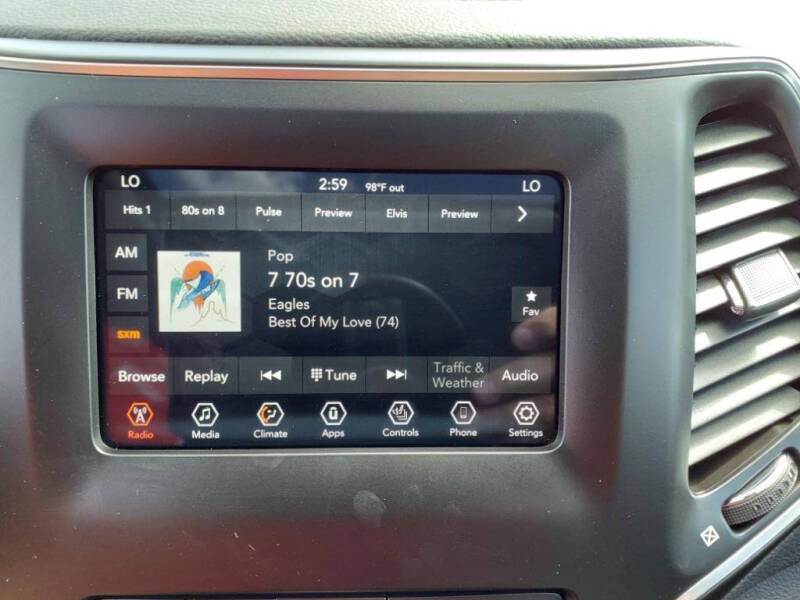 LO 2:59 98°F out LO
Hits 1 80s on 8 Pulse Preview Elvis Preview
AM
FM
sxm
Pop
7 70s on 7
Eagles
Best Of My Love (74)
Fav
Browse Replay Tune Traffic & Weather Audio
Radio Media Climate Apps Controls Phone Settings